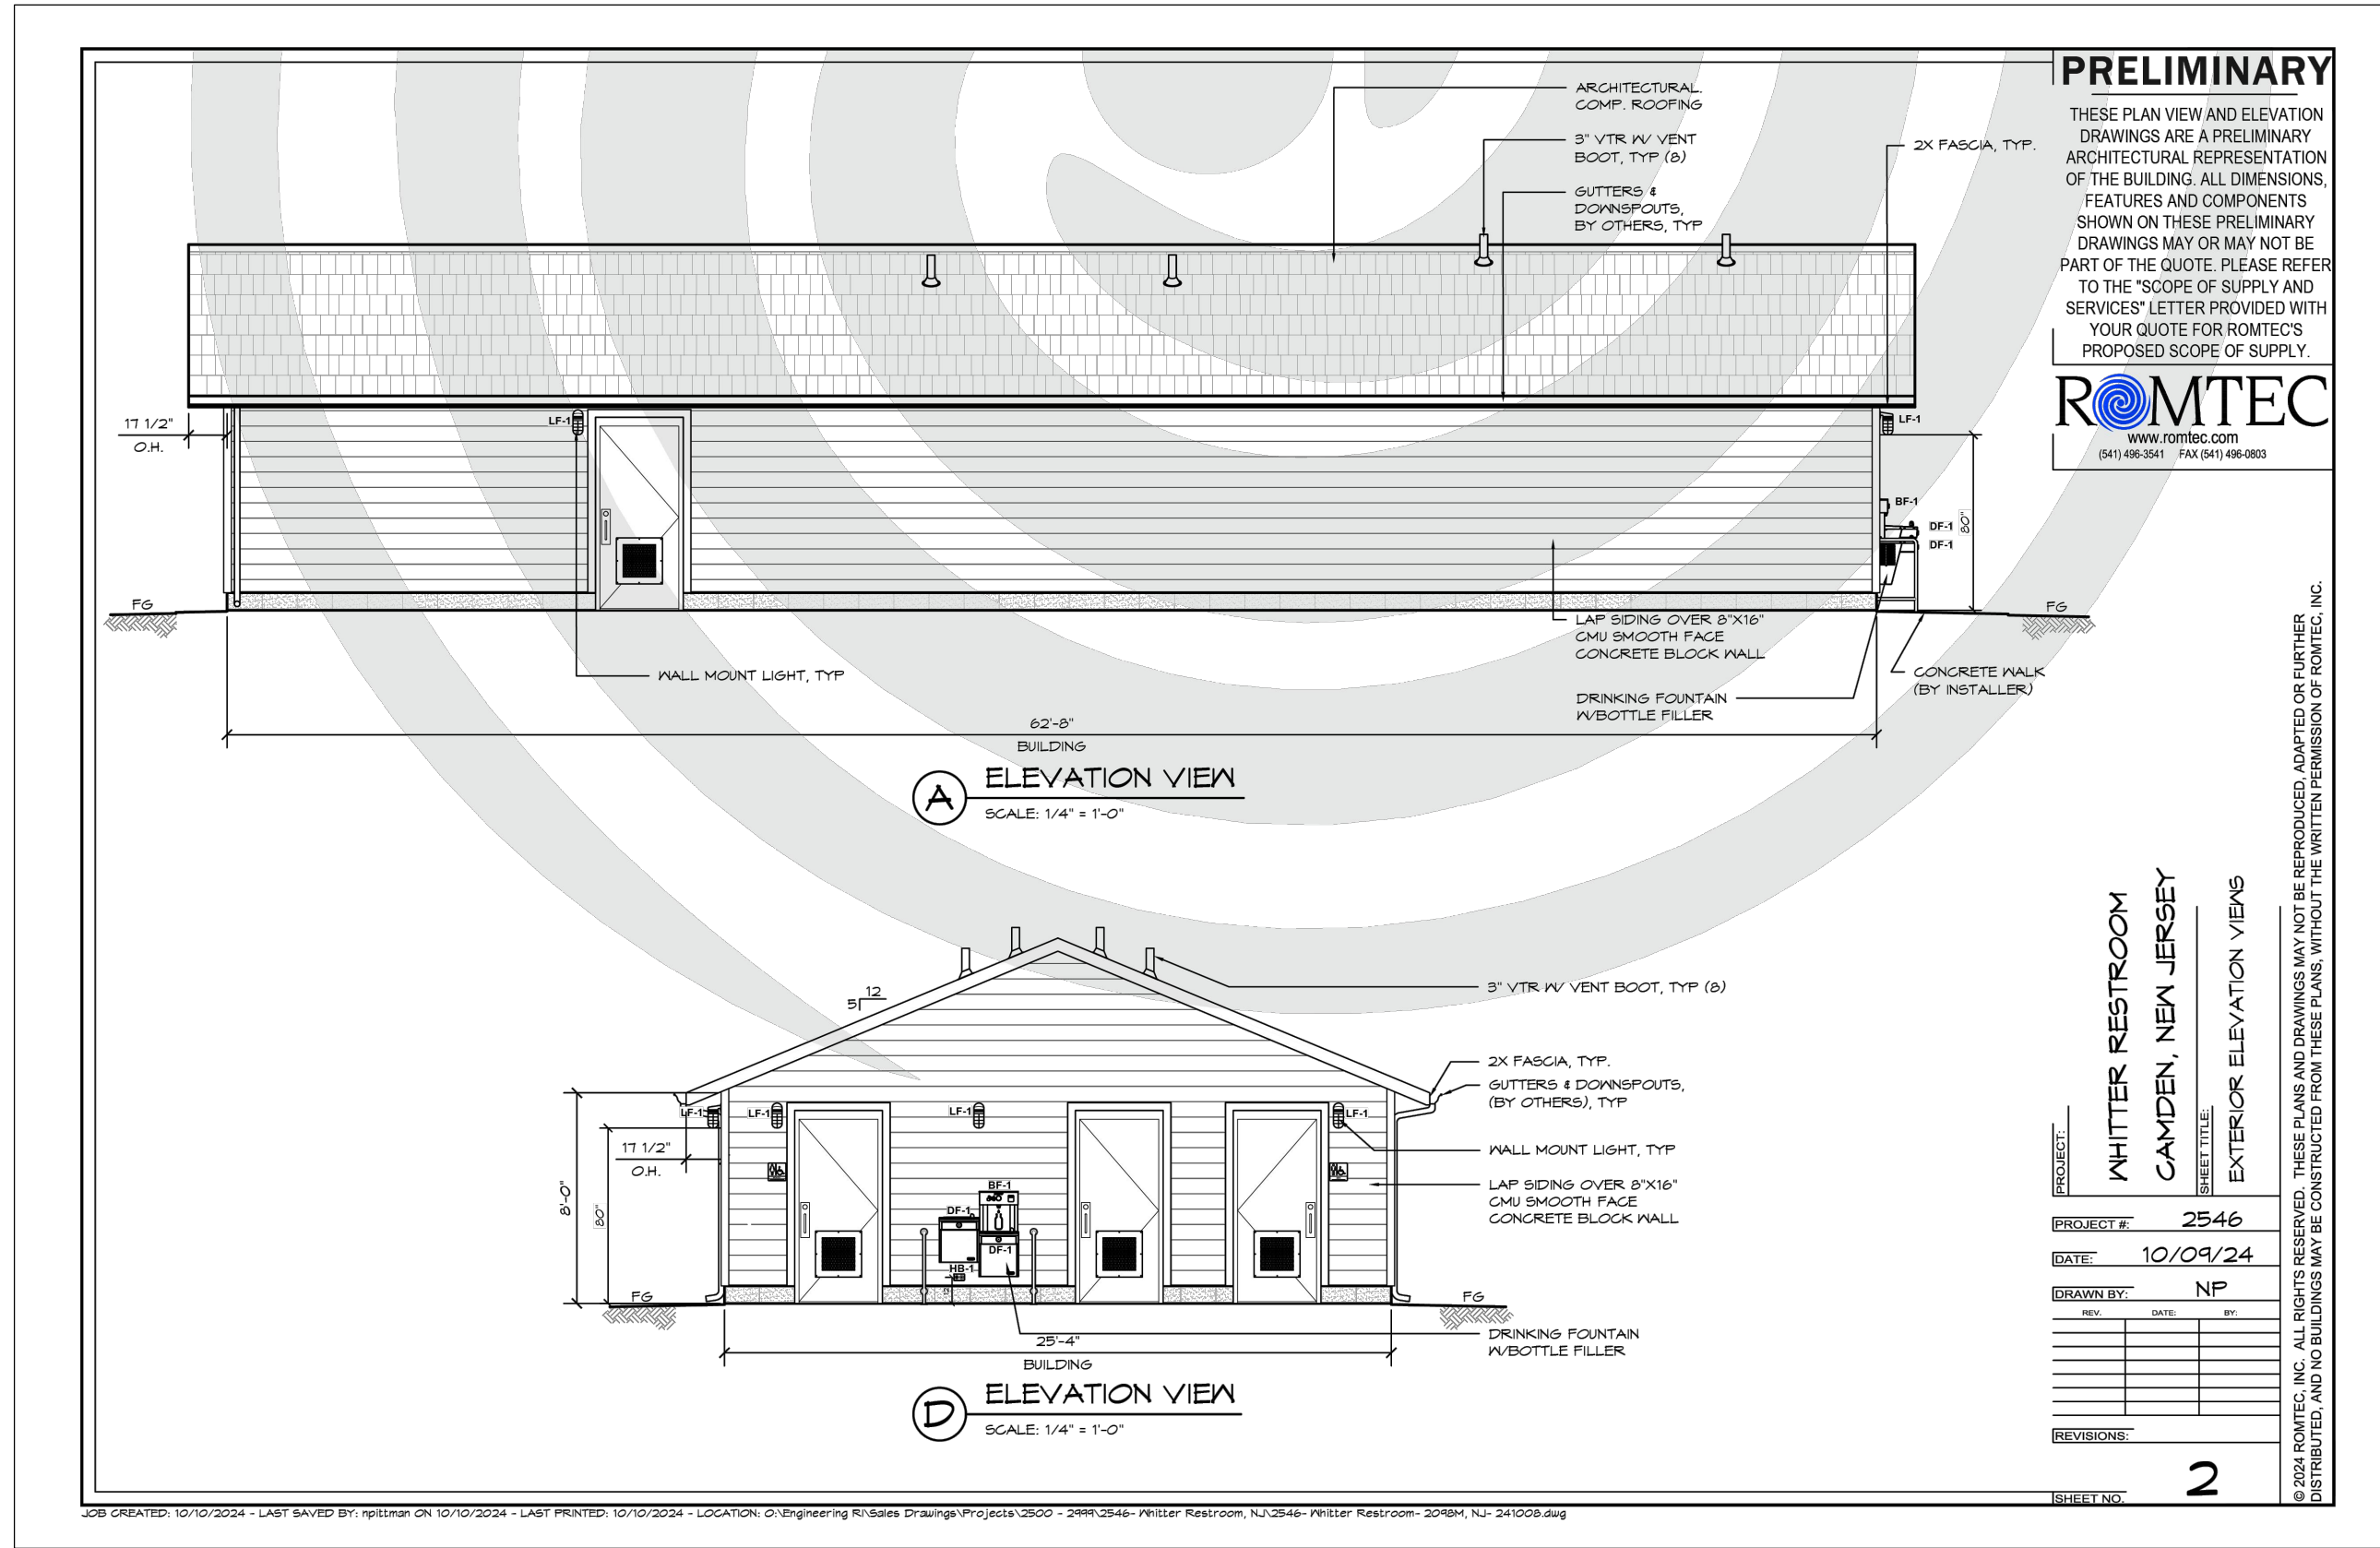 PRELIMINARY
THESE PLAN VIEW AND ELEVATION
DRAWINGS ARE A PRELIMINARY
ARCHITECTURAL REPRESENTATION
OF THE BUILDING. ALL DIMENSIONS,
FEATURES AND COMPONENTS
SHOWN ON THESE PRELIMINARY
DRAWINGS MAY OR MAY NOT BE
PART OF THE QUOTE. PLEASE REFER
TO THE "SCOPE OF SUPPLY AND
SERVICES" LETTER PROVIDED WITH
YOUR QUOTE FOR ROMTEC'S
PROPOSED SCOPE OF SUPPLY.
ROMTEC
www.romtec.com
(541) 496-3541 FAX (541) 496-0803
ARCHITECTURAL.
COMP. ROOFING
3" VTR W/ VENT
BOOT, TYP (8)
GUTTERS &
DOWNSPOUTS,
BY OTHERS, TYP
2X FASCIA, TYP.
17 1/2"
O.H.
LF-1
LF-1
BF-1
DF-1
DF-1
80"
FG
FG
LAP SIDING OVER 8"X16"
CMU SMOOTH FACE
CONCRETE BLOCK WALL
WALL MOUNT LIGHT, TYP
CONCRETE WALK
(BY INSTALLER)
DRINKING FOUNTAIN
W/BOTTLE FILLER
62'-8"
BUILDING
A
ELEVATION VIEW
SCALE: 1/4" = 1'-0"
12
5
3" VTR W/ VENT BOOT, TYP (8)
2X FASCIA, TYP.
GUTTERS & DOWNSPOUTS,
(BY OTHERS), TYP
LF-1
LF-1
LF-1
LF-1
17 1/2"
O.H.
WALL MOUNT LIGHT, TYP
LAP SIDING OVER 8"X16"
CMU SMOOTH FACE
CONCRETE BLOCK WALL
8'-0"
80"
BF-1
DF-1
DF-1
HB-1
12"
FG
FG
DRINKING FOUNTAIN
W/BOTTLE FILLER
25'-4"
BUILDING
D
ELEVATION VIEW
SCALE: 1/4" = 1'-0"
PROJECT:
WHITTER RESTROOM
CAMDEN, NEW JERSEY
SHEET TITLE:
EXTERIOR ELEVATION VIEWS
PROJECT #: 2546
DATE: 10/09/24
DRAWN BY: NP
REV. DATE: BY:
REVISIONS:
SHEET NO. 2
© 2024 ROMTEC, INC. ALL RIGHTS RESERVED. THESE PLANS AND DRAWINGS MAY NOT BE REPRODUCED, ADAPTED OR FURTHER
DISTRIBUTED, AND NO BUILDINGS MAY BE CONSTRUCTED FROM THESE PLANS, WITHOUT THE WRITTEN PERMISSION OF ROMTEC, INC.
JOB CREATED: 10/10/2024 - LAST SAVED BY: npittman ON 10/10/2024 - LAST PRINTED: 10/10/2024 - LOCATION: O:\Engineering RI\Sales Drawings\Projects\2500 - 2999\2546- Whitter Restroom, NJ\2546- Whitter Restroom- 2098M, NJ- 241008.dwg